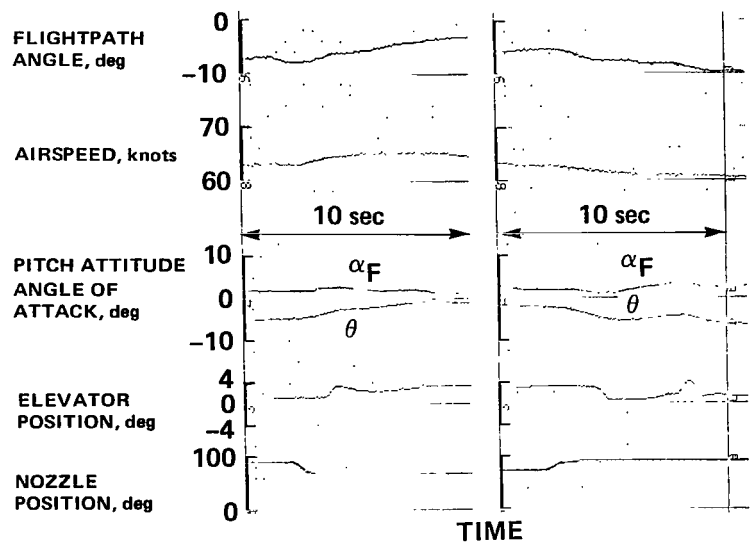 FLIGHTPATH
ANGLE, deg
0
−10
AIRSPEED, knots
70
60
10 sec
10 sec
PITCH ATTITUDE
ANGLE OF
ATTACK, deg
10
0
−10
αF
θ
αF
θ
ELEVATOR
POSITION, deg
4
0
−4
NOZZLE
POSITION, deg
100
0
TIME